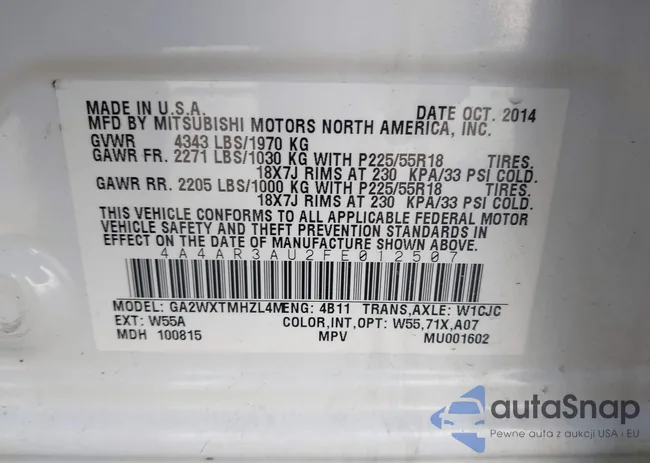 MADE IN U.S.A. DATE OCT. 2014
MFD BY MITSUBISHI MOTORS NORTH AMERICA, INC.
GVWR 4343 LBS/1970 KG
GAWR FR. 2271 LBS/1030 KG WITH P225/55R18 TIRES.
18X7J RIMS AT 230 KPA/33 PSI COLD.
GAWR RR. 2205 LBS/1000 KG WITH P225/55R18 TIRES.
18X7J RIMS AT 230 KPA/33 PSI COLD.
THIS VEHICLE CONFORMS TO ALL APPLICABLE FEDERAL MOTOR
VEHICLE SAFETY AND THEFT PREVENTION STANDARDS IN
EFFECT ON THE DATE OF MANUFACTURE SHOWN ABOVE.
4A4AR3AU2FE012507
MODEL: GA2WXTMHZL4M ENG: 4B11 TRANS,AXLE: W1CJC
EXT: W55A COLOR,INT,OPT: W55,71X,A07
MDH 100815 MPV MU001602
autoSnap
Pewne auta z aukcji USA - EU